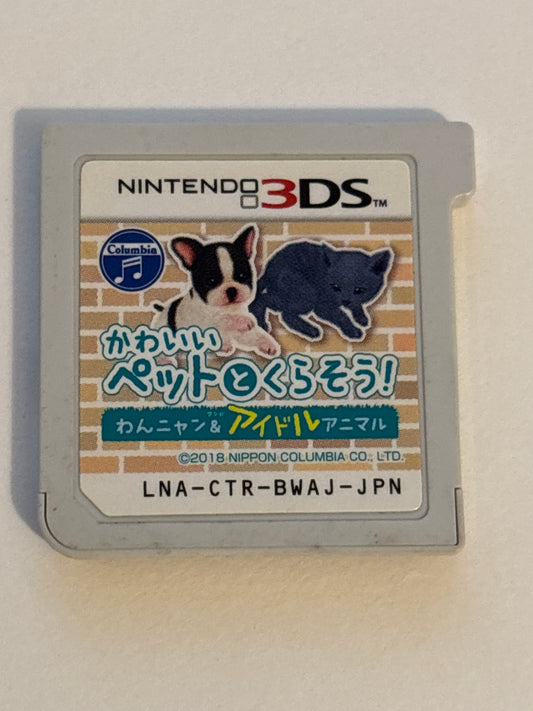 NINTENDO 3DS™
Columbia
かわいい
ペットとくらそう!
わんニャン&アイドルアニマル
©2018 NIPPON COLUMBIA CO., LTD.
LNA-CTR-BWAJ-JPN